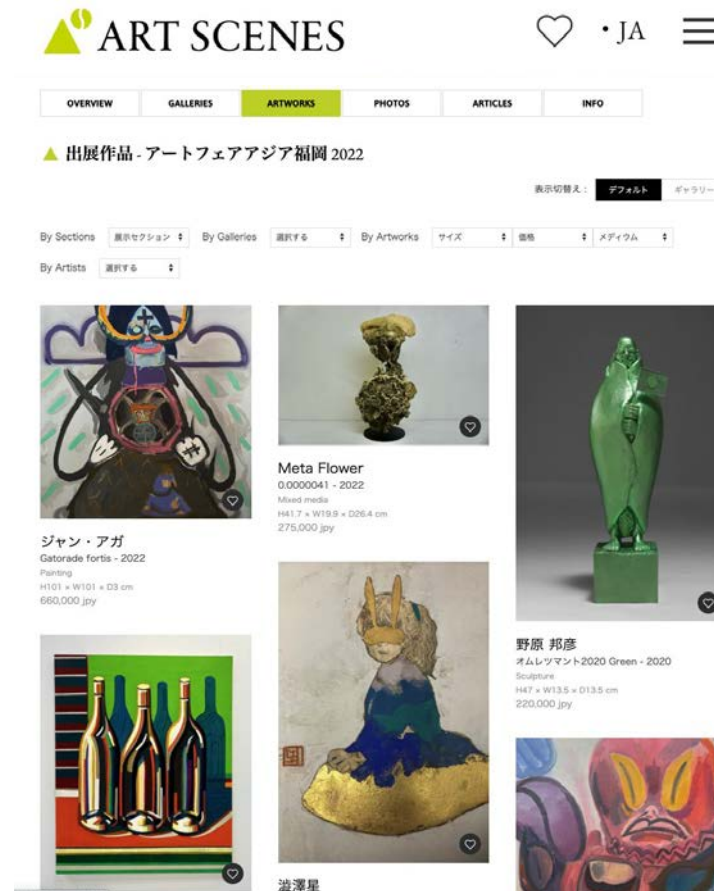 ART SCENES
• JA
OVERVIEW
GALLERIES
ARTWORKS
PHOTOS
ARTICLES
INFO
出展作品 - アートフェアアジア福岡 2022
表示切替え :
デフォルト
ギャラリー
By Sections
展示セクション
By Galleries
選択する
By Artworks
サイズ
価格
メディウム
By Artists
選択する
ジャン・アガ
Gatorade fortis - 2022
Painting
H101 × W101 × D3 cm
660,000 jpy
Meta Flower
0.0000041 - 2022
Mixed media
H41.7 × W19.9 × D26.4 cm
275,000 jpy
野原 邦彦
オムレツマント2020 Green - 2020
Sculpture
H47 × W13.5 × D13.5 cm
220,000 jpy
澁澤星